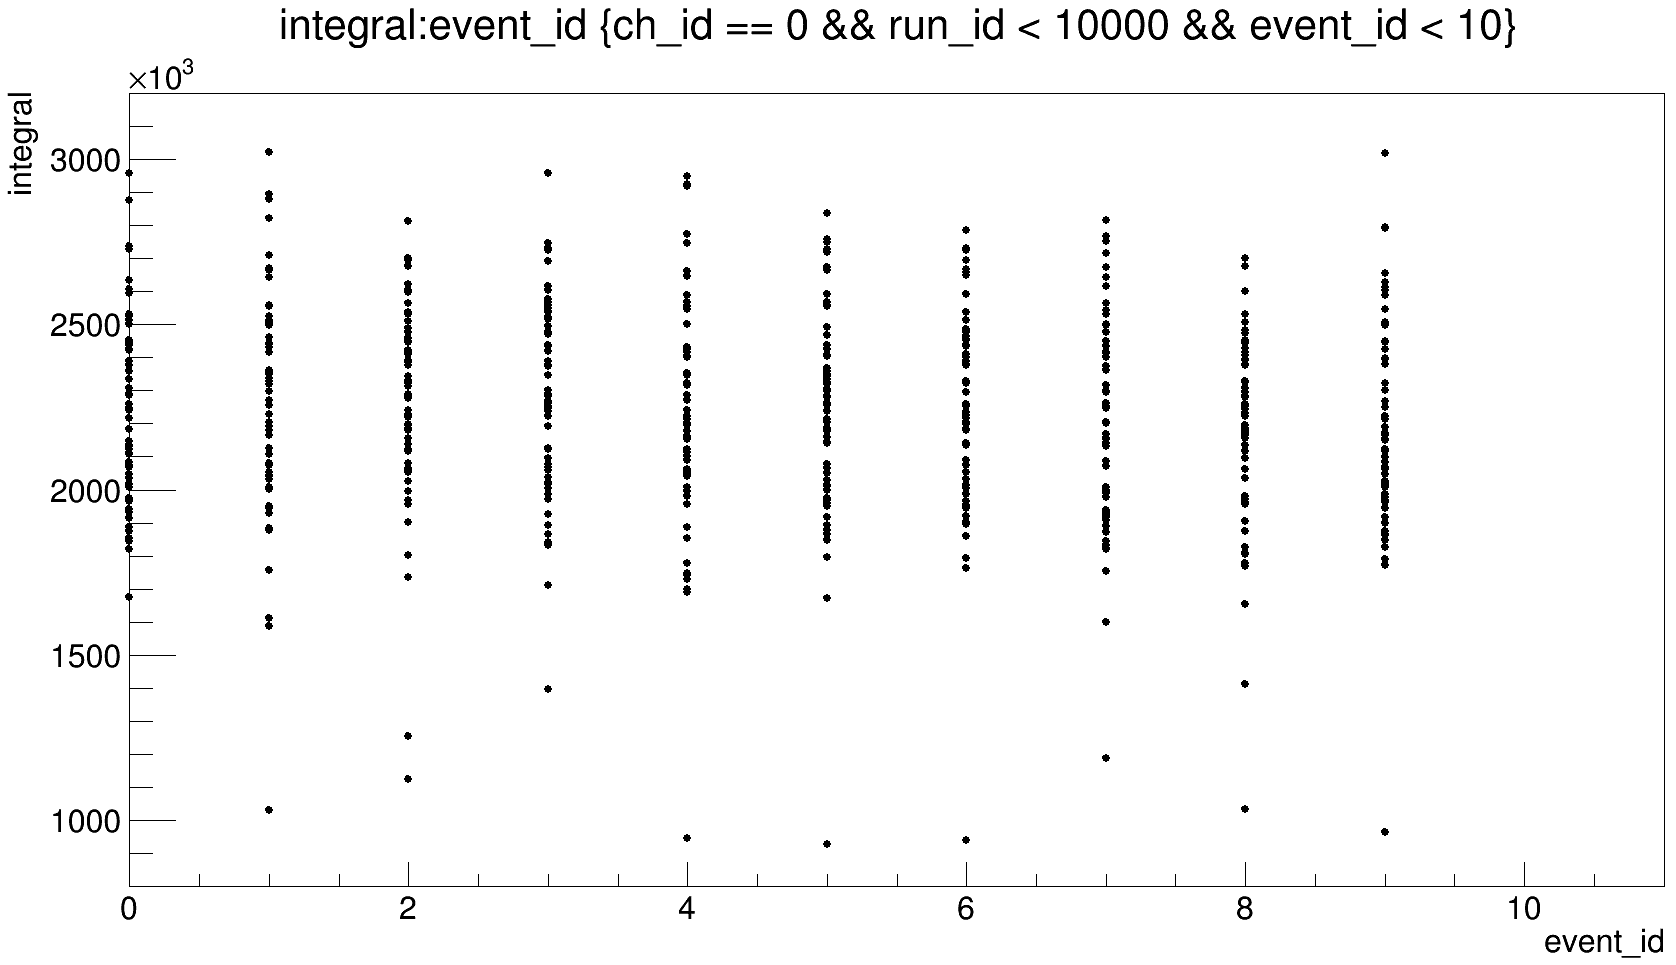 integral:event_id {ch_id == 0 && run_id < 10000 && event_id < 10}
×10³
integral
3000
2500
2000
1500
1000
0 2 4 6 8 10
event_id